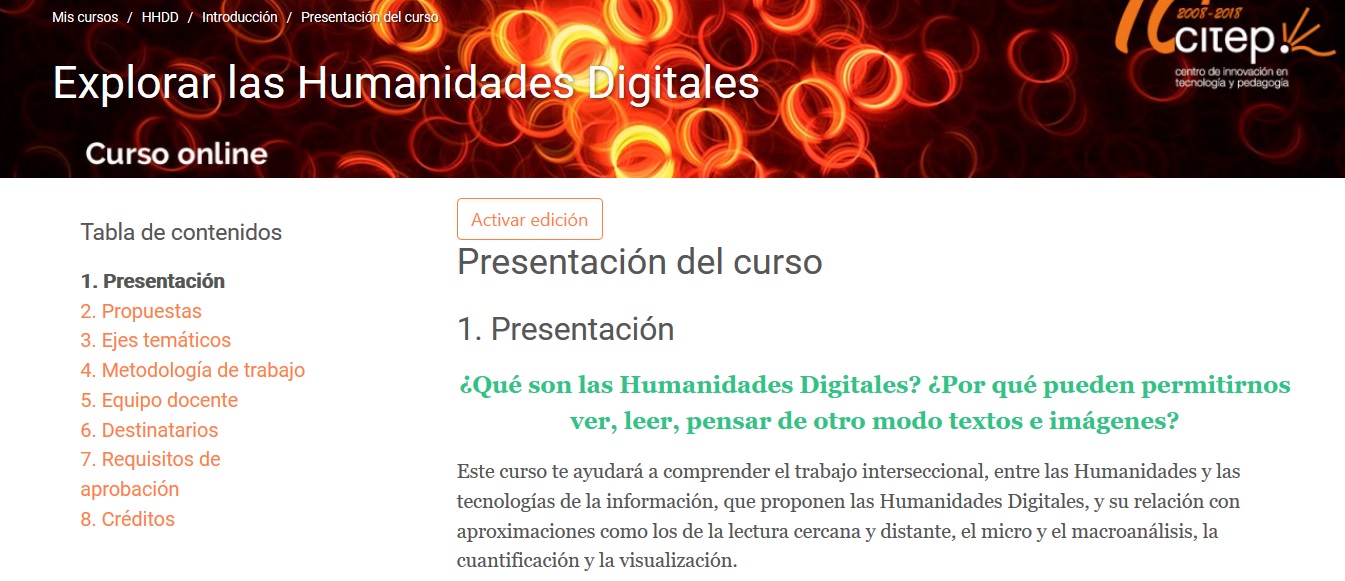 Mis cursos / HHDD / Introducción / Presentación del curso
2008-2018
citep!
centro de innovación en
tecnología y pedagogía
Explorar las Humanidades Digitales
Curso online
Tabla de contenidos
1. Presentación
2. Propuestas
3. Ejes temáticos
4. Metodología de trabajo
5. Equipo docente
6. Destinatarios
7. Requisitos de
aprobación
8. Créditos
Activar edición
Presentación del curso
1. Presentación
¿Qué son las Humanidades Digitales? ¿Por qué pueden permitirnos
ver, leer, pensar de otro modo textos e imágenes?
Este curso te ayudará a comprender el trabajo interseccional, entre las Humanidades y las
tecnologías de la información, que proponen las Humanidades Digitales, y su relación con
aproximaciones como los de la lectura cercana y distante, el micro y el macroanálisis, la
cuantificación y la visualización.